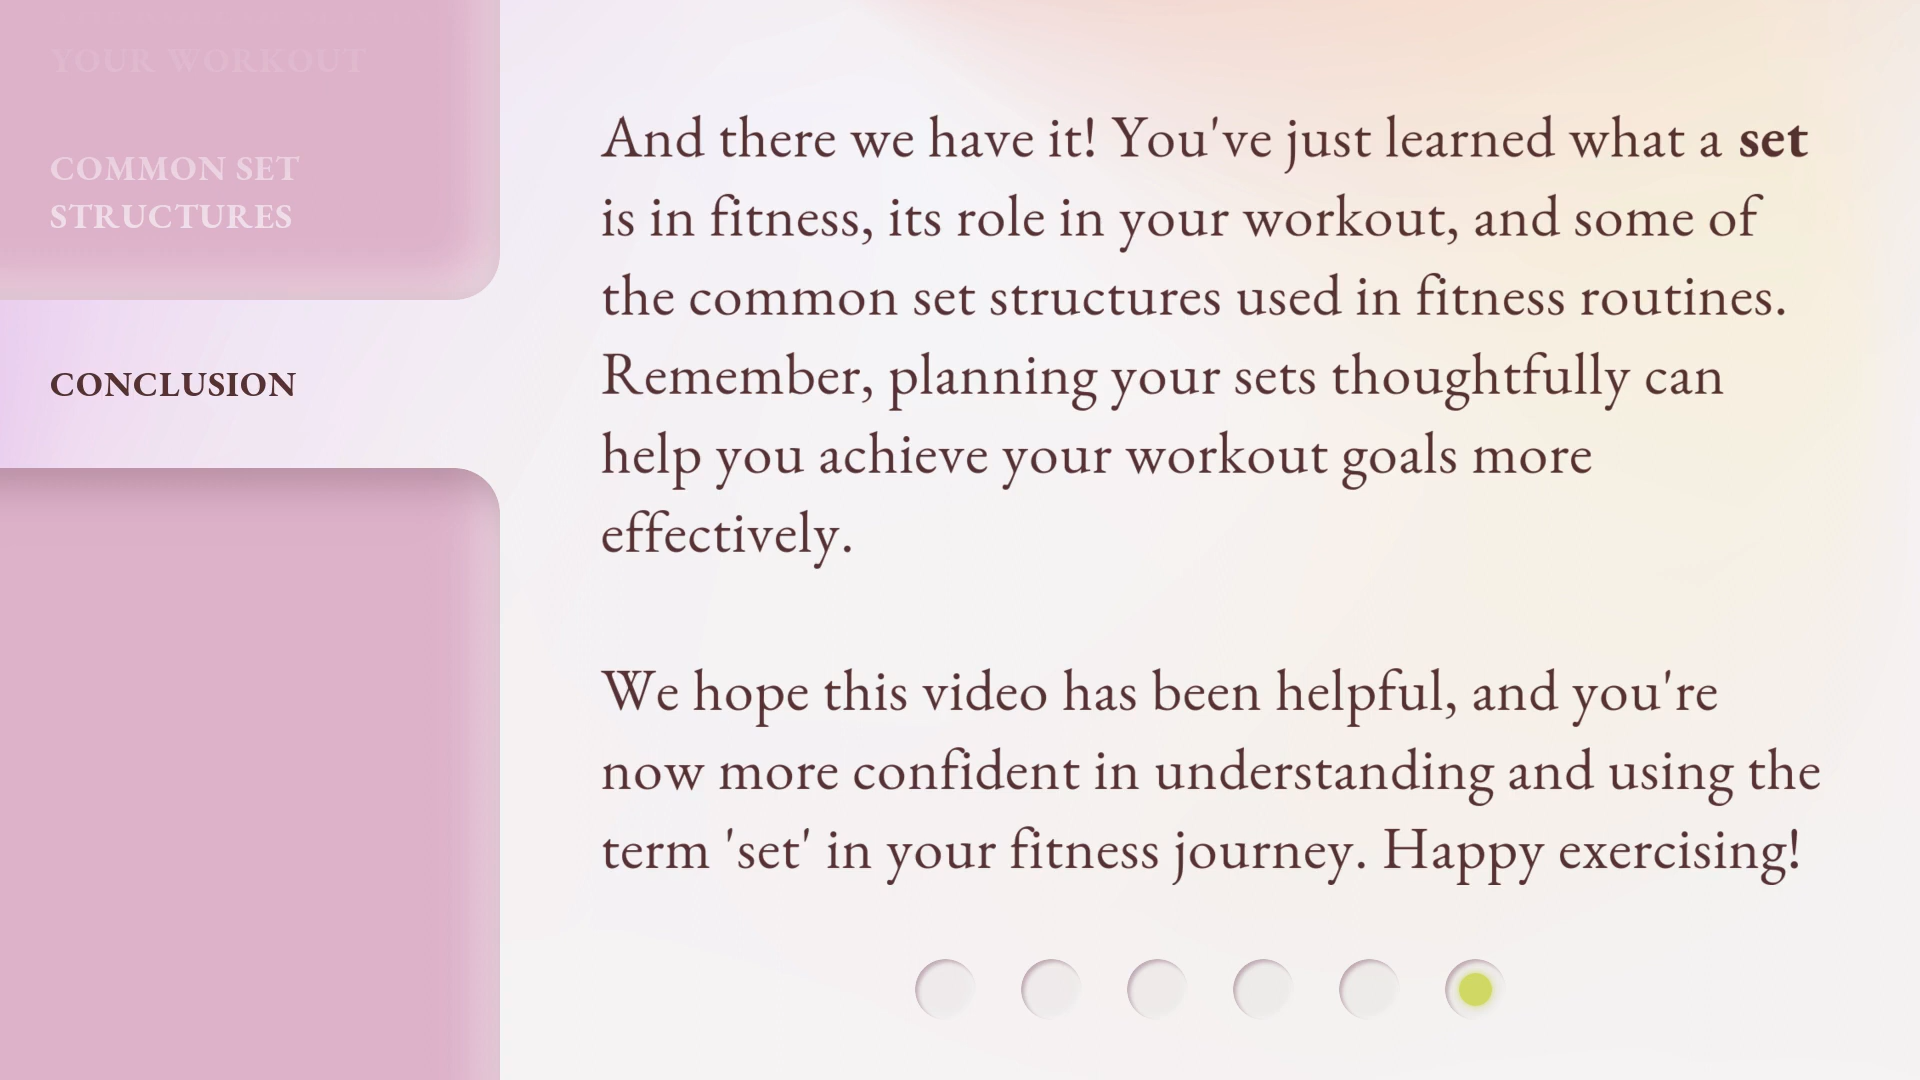 YOUR WORKOUT
COMMON SET
STRUCTURES
CONCLUSION
And there we have it! You've just learned what a set
is in fitness, its role in your workout, and some of
the common set structures used in fitness routines.
Remember, planning your sets thoughtfully can
help you achieve your workout goals more
effectively.
We hope this video has been helpful, and you're
now more confident in understanding and using the
term 'set' in your fitness journey. Happy exercising!